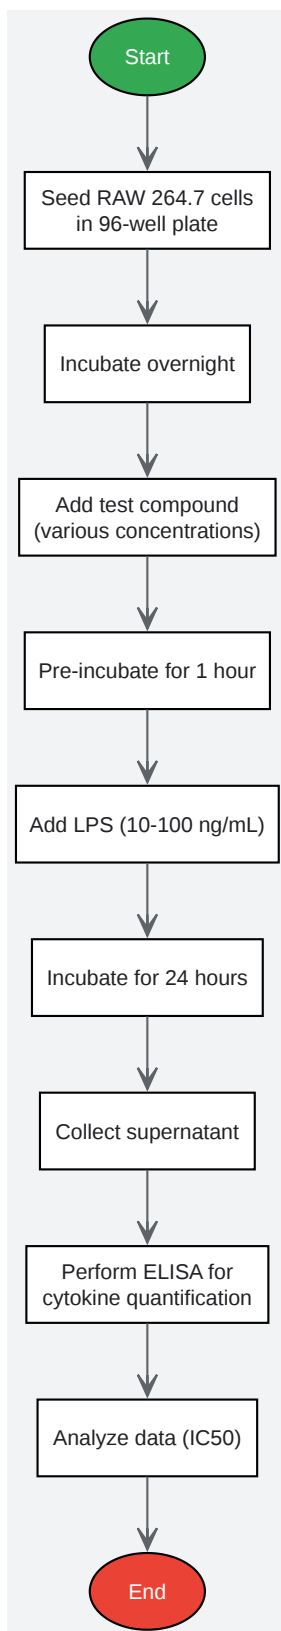 Start
Seed RAW 264.7 cells
in 96-well plate
Incubate overnight
Add test compound
(various concentrations)
Pre-incubate for 1 hour
Add LPS (10-100 ng/mL)
Incubate for 24 hours
Collect supernatant
Perform ELISA for
cytokine quantification
Analyze data (IC50)
End